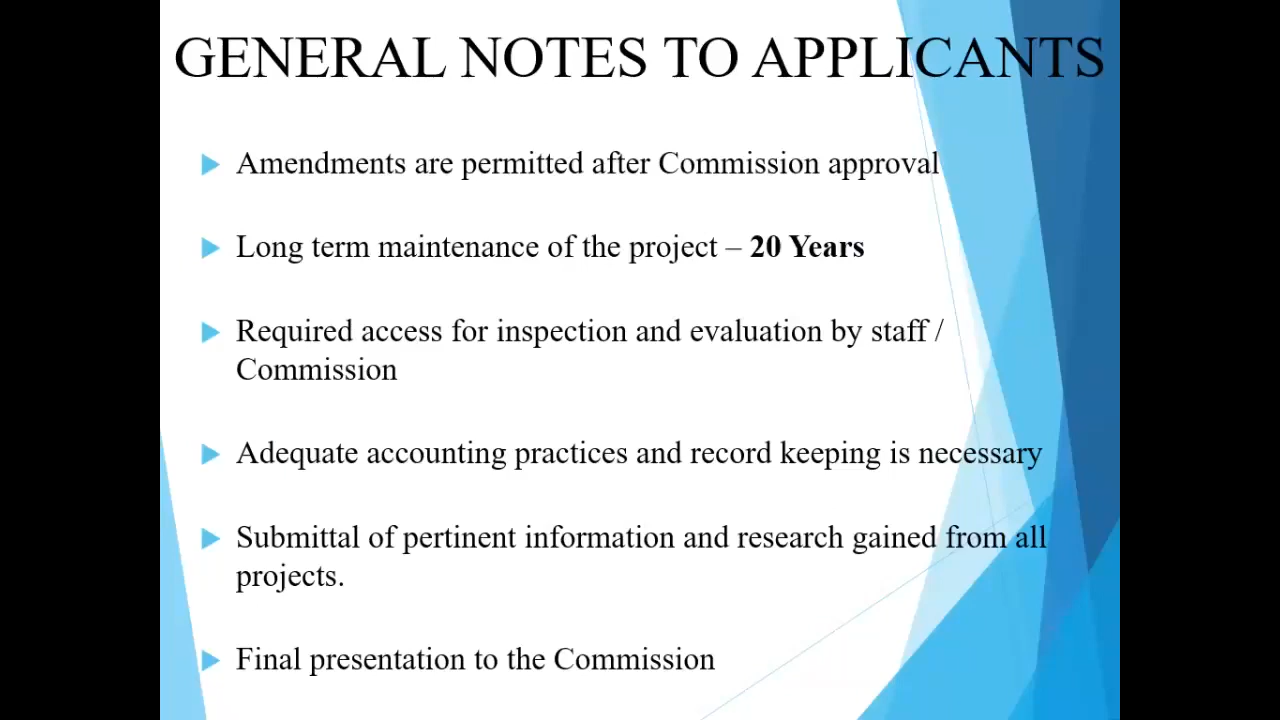 GENERAL NOTES TO APPLICANTS
Amendments are permitted after Commission approval
Long term maintenance of the project – 20 Years
Required access for inspection and evaluation by staff /
Commission
Adequate accounting practices and record keeping is necessary
Submittal of pertinent information and research gained from all
projects.
Final presentation to the Commission